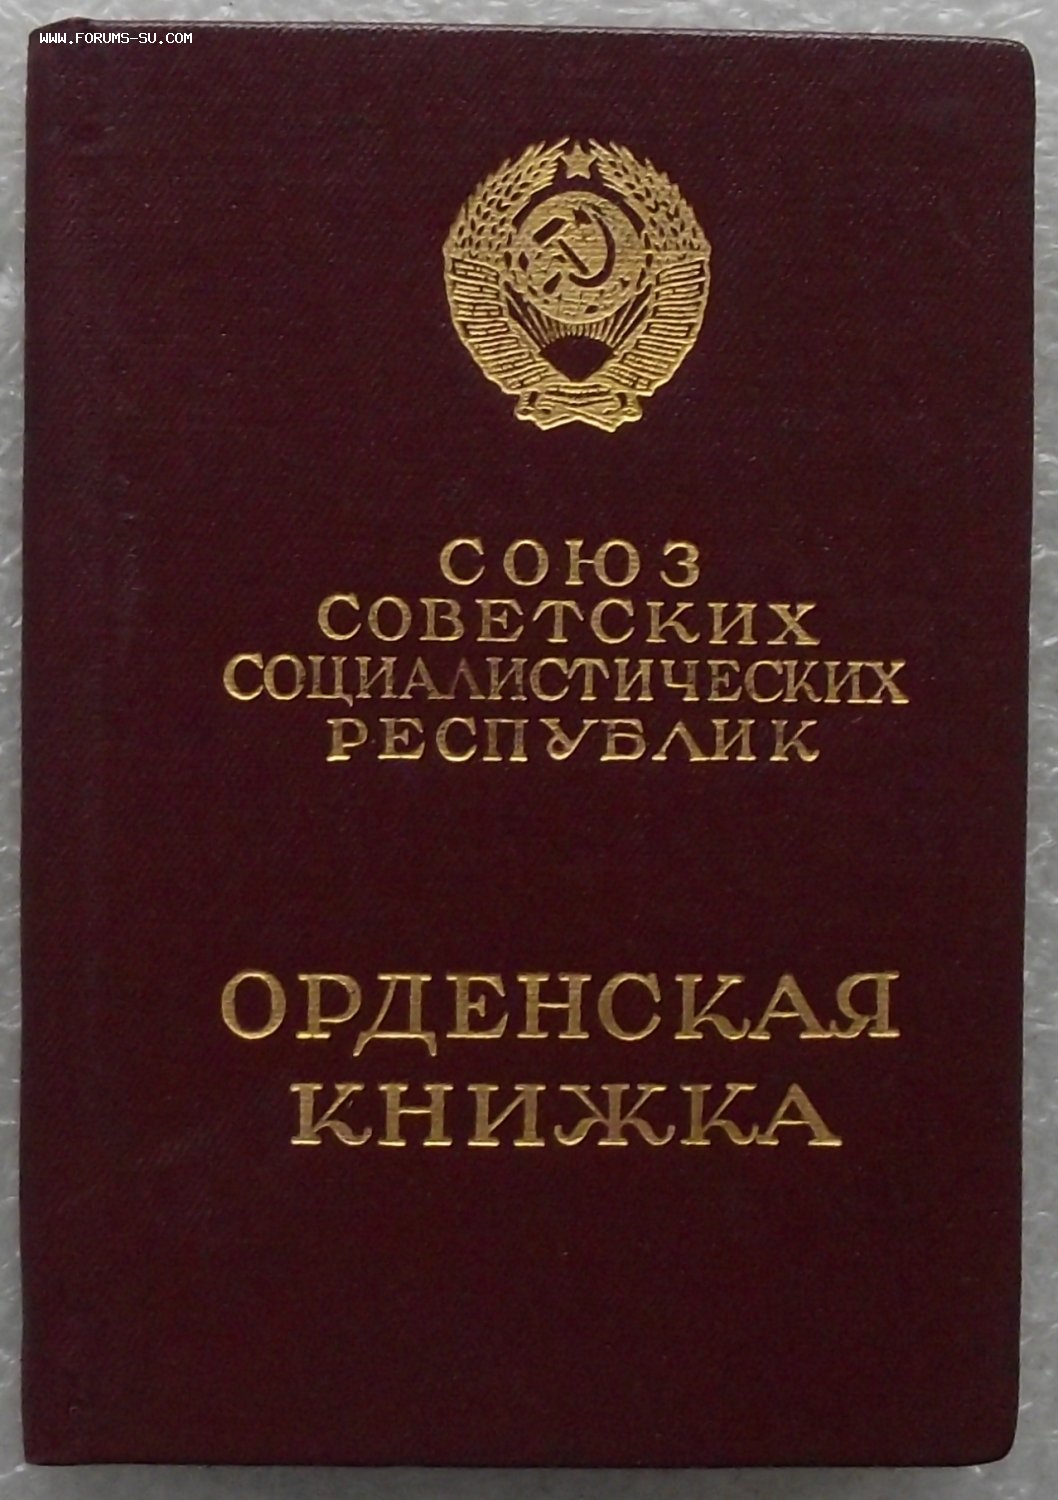 WWW.FORUMS-SU.COM
СОЮЗ
СОВЕТСКИХ
СОЦИАЛИСТИЧЕСКИХ
РЕСПУБЛИК
ОРДЕНСКАЯ
КНИЖКА